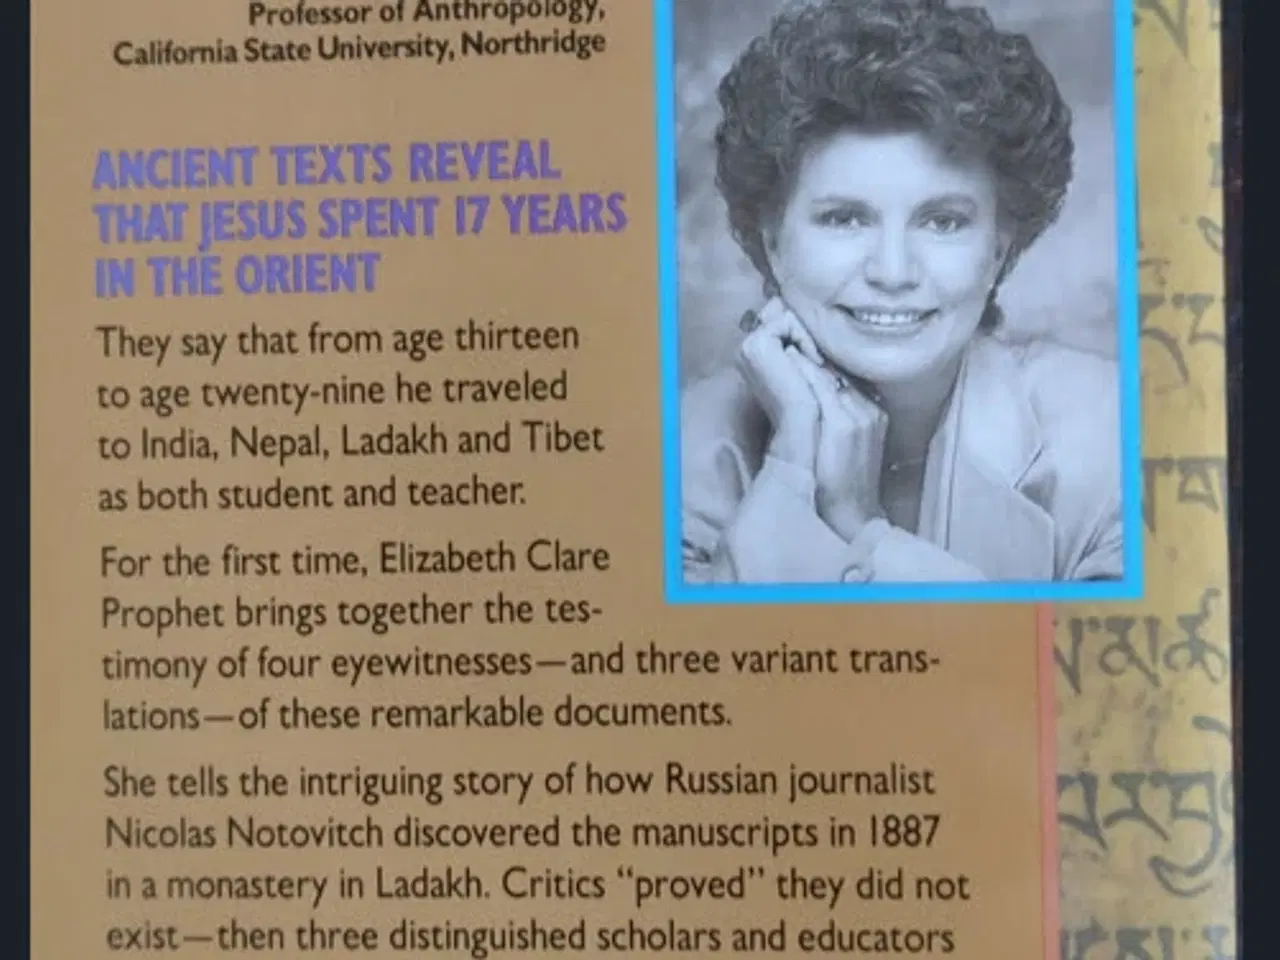 Professor of Anthropology,
California State University, Northridge
ANCIENT TEXTS REVEAL
THAT JESUS SPENT 17 YEARS
IN THE ORIENT
They say that from age thirteen
to age twenty-nine he traveled
to India, Nepal, Ladakh and Tibet
as both student and teacher.
For the first time, Elizabeth Clare
Prophet brings together the tes-
timony of four eyewitnesses—and three variant trans-
lations—of these remarkable documents.
She tells the intriguing story of how Russian journalist
Nicolas Notovitch discovered the manuscripts in 1887
in a monastery in Ladakh. Critics “proved” they did not
exist—then three distinguished scholars and educators